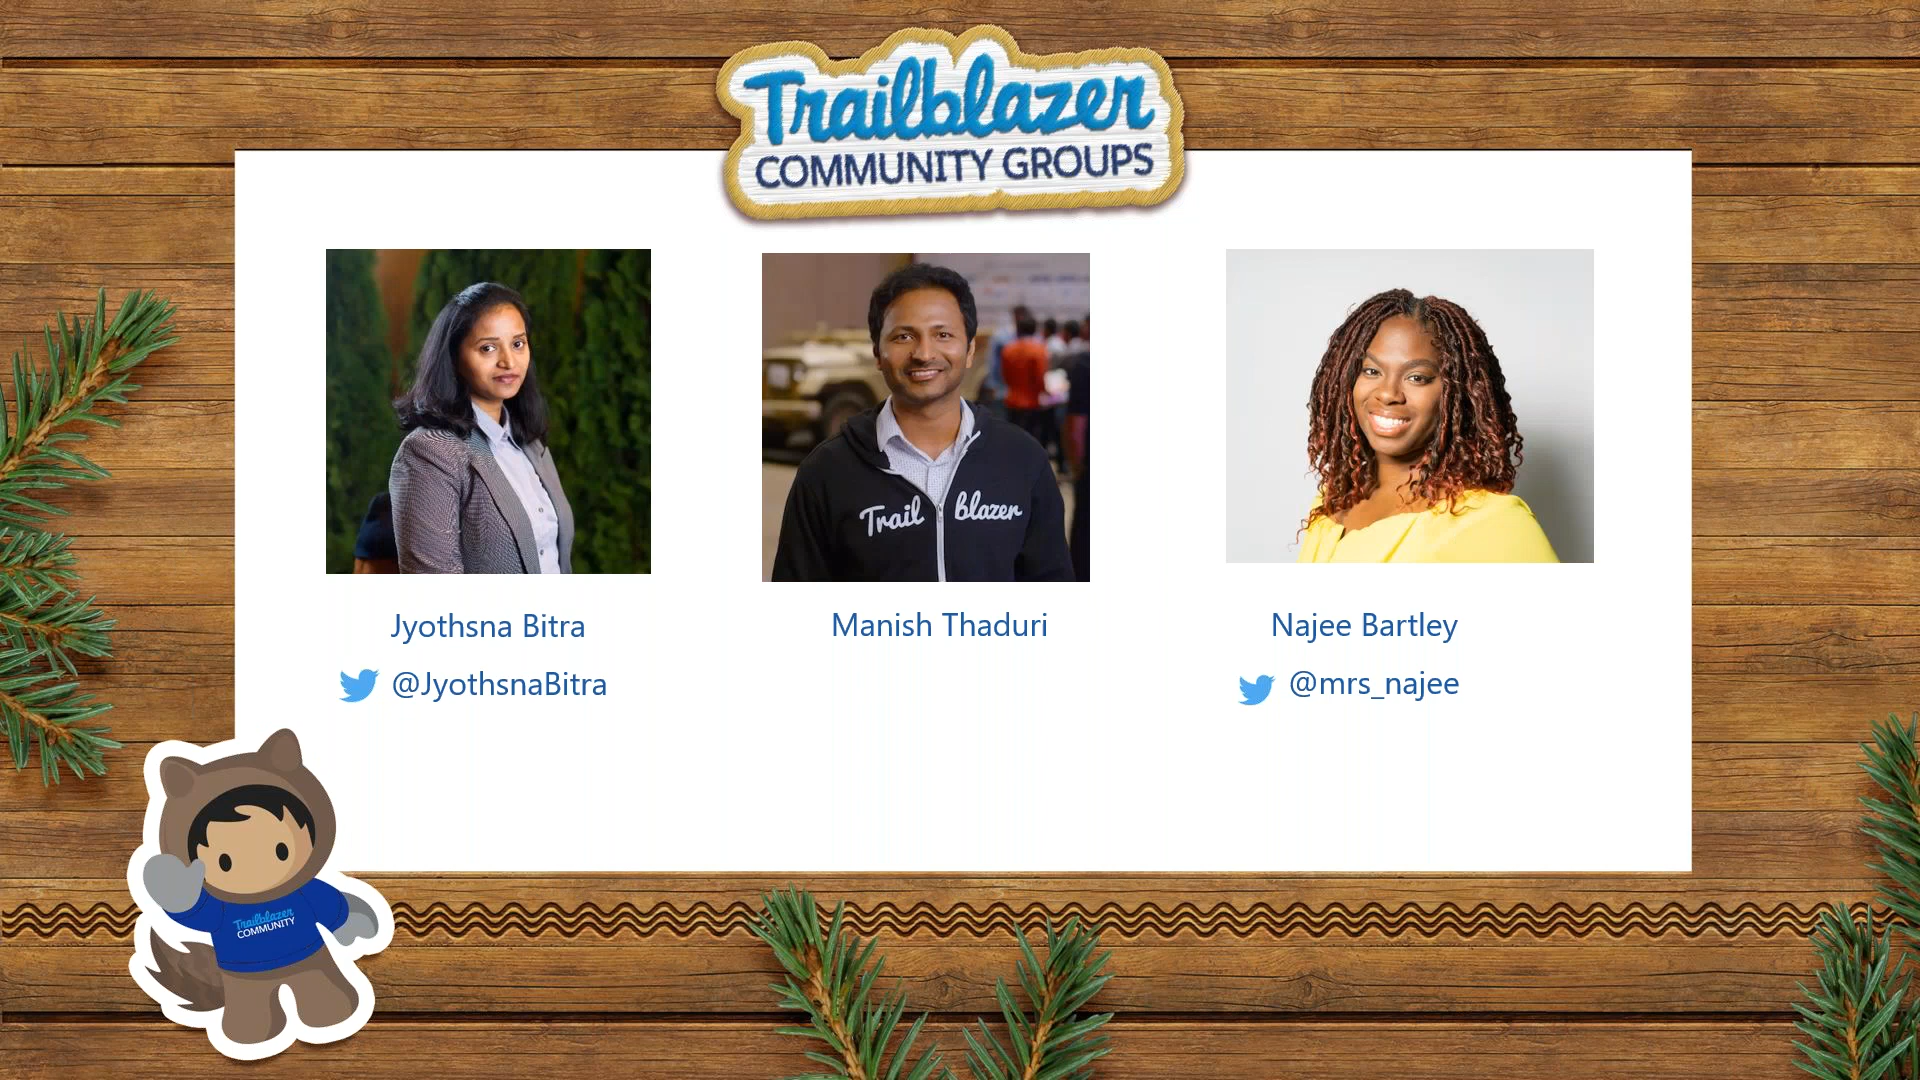 Trailblazer
COMMUNITY GROUPS
Trail blazer
Jyothsna Bitra
Manish Thaduri
Najee Bartley
@JyothsnaBitra
@mrs_najee
Trailblazer
COMMUNITY